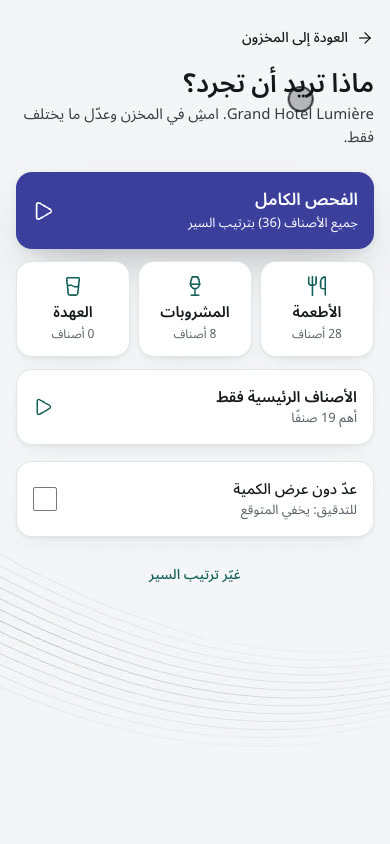 العودة إلى المخزون
ماذا تريد أن تجرد؟
Grand Hotel Lumière. امشِ في المخزن وعدّل ما يختلف
فقط.
الفحص الكامل
جميع الأصناف (36) بترتيب السير
الأطعمة
28 أصناف
المشروبات
8 أصناف
العهدة
0 أصناف
الأصناف الرئيسية فقط
أهم 19 صنفًا
عدّ دون عرض الكمية
للتدقيق: يخفي المتوقع
غيّر ترتيب السير